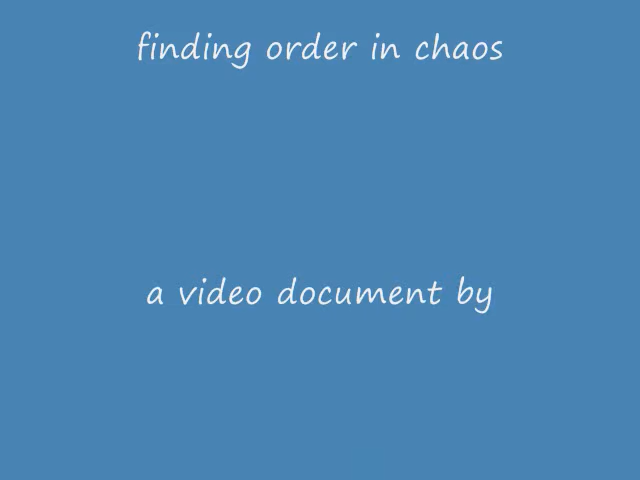 finding order in chaos
a video document by